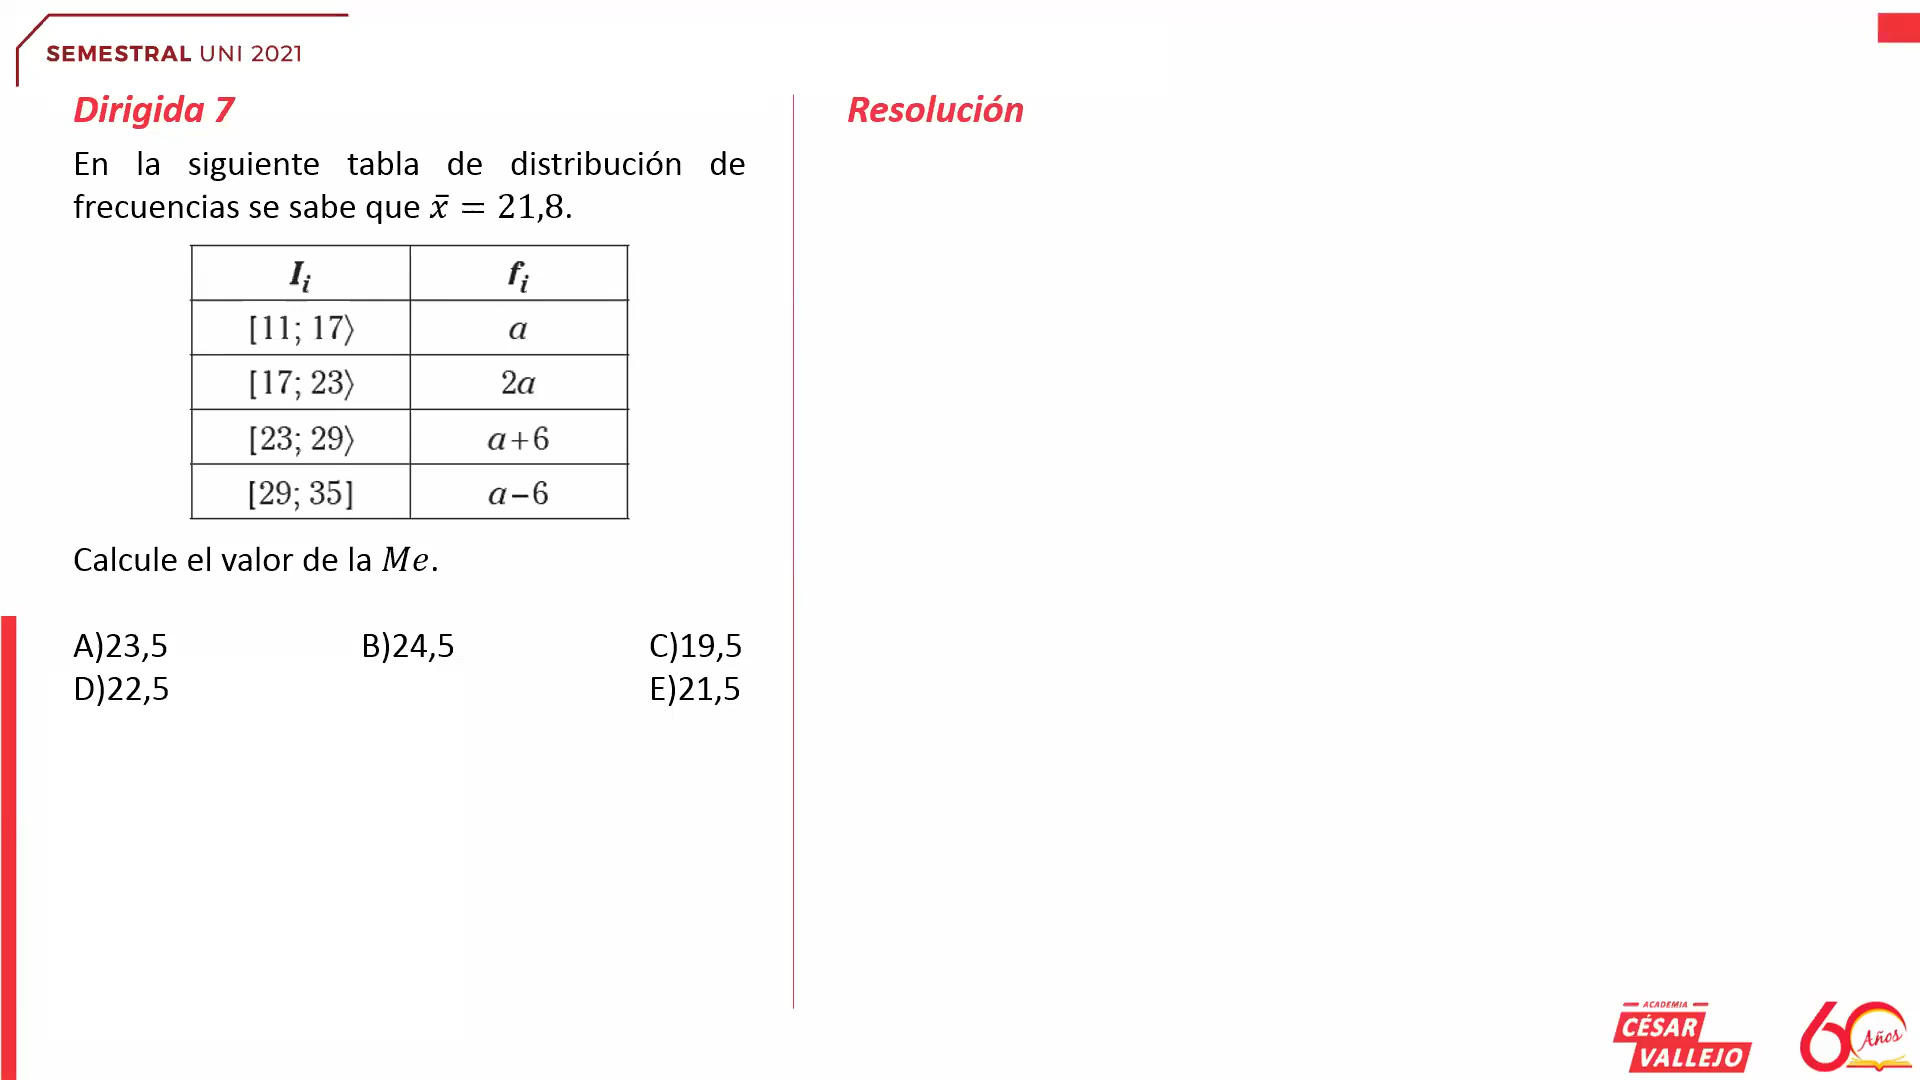 SEMESTRAL UNI 2021
Dirigida 7
En la siguiente tabla de distribución de
frecuencias se sabe que x̄ = 21,8.
Iᵢ fᵢ
[11; 17⟩ a
[17; 23⟩ 2a
[23; 29⟩ a+6
[29; 35] a−6
Calcule el valor de la Me.
A)23,5 B)24,5 C)19,5
D)22,5 E)21,5
Resolución
ACADEMIA
CÉSAR
VALLEJO
60 Años